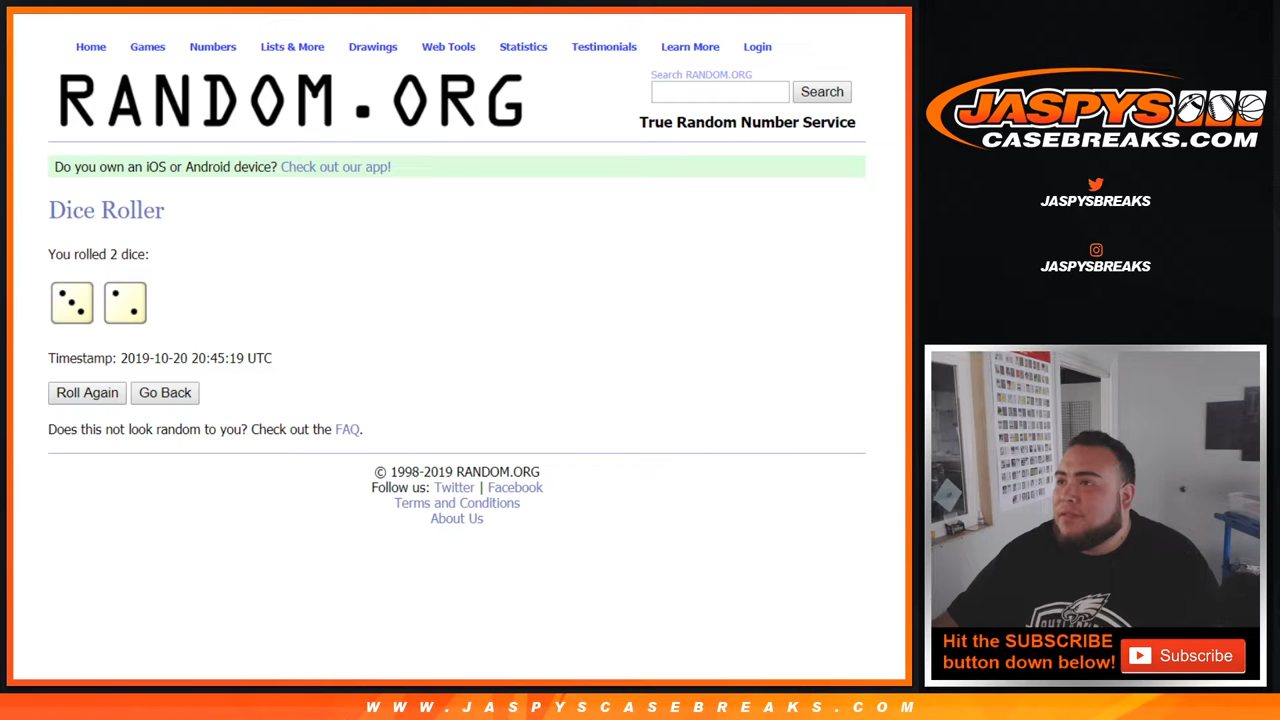 Home Games Numbers Lists & More Drawings Web Tools Statistics Testimonials Learn More Login
RANDOM.ORG
Search RANDOM.ORG
Search
True Random Number Service
Do you own an iOS or Android device? Check out our app!
Dice Roller
You rolled 2 dice:
Timestamp: 2019-10-20 20:45:19 UTC
Roll Again Go Back
Does this not look random to you? Check out the FAQ.
© 1998-2019 RANDOM.ORG
Follow us: Twitter | Facebook
Terms and Conditions
About Us
JASPYS
CASEBREAKS.COM
JASPYSBREAKS
JASPYSBREAKS
Hit the SUBSCRIBE
button down below!
Subscribe
WWW.JASPYSCASEBREAKS.COM